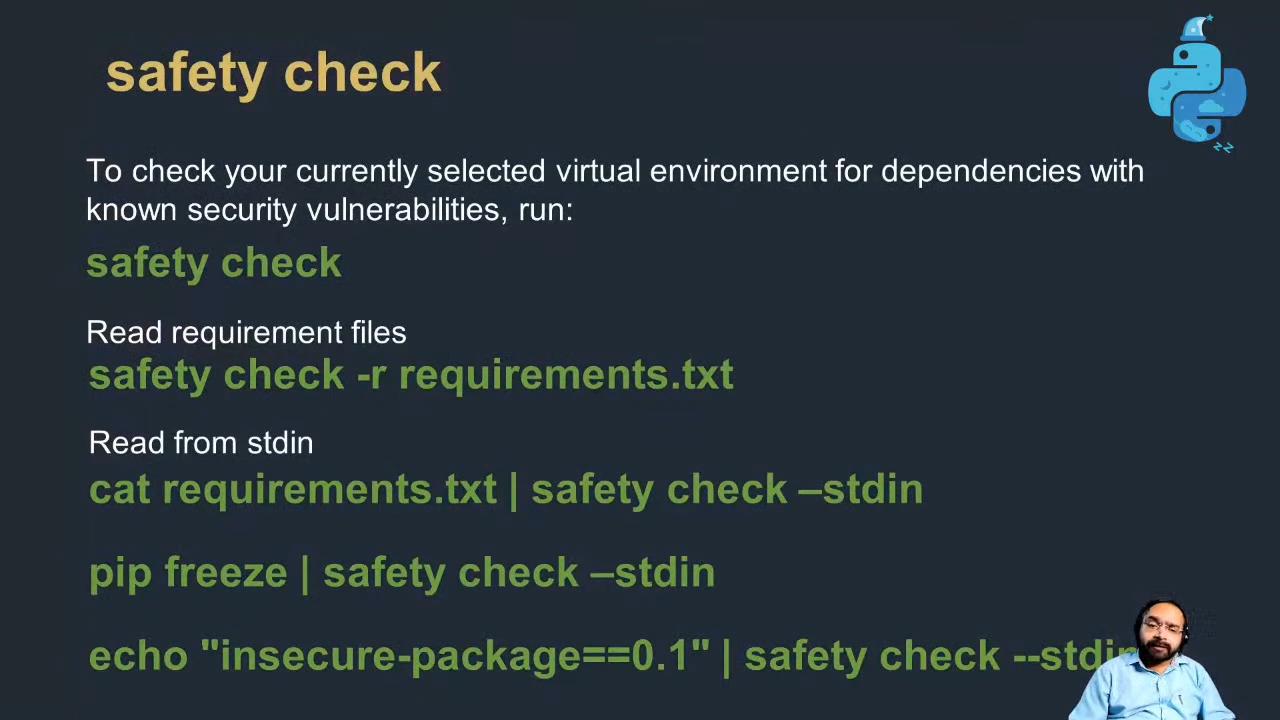 safety check
To check your currently selected virtual environment for dependencies with
known security vulnerabilities, run:
safety check
Read requirement files
safety check -r requirements.txt
Read from stdin
cat requirements.txt | safety check –stdin
pip freeze | safety check –stdin
echo "insecure-package==0.1" | safety check --stdin
zz